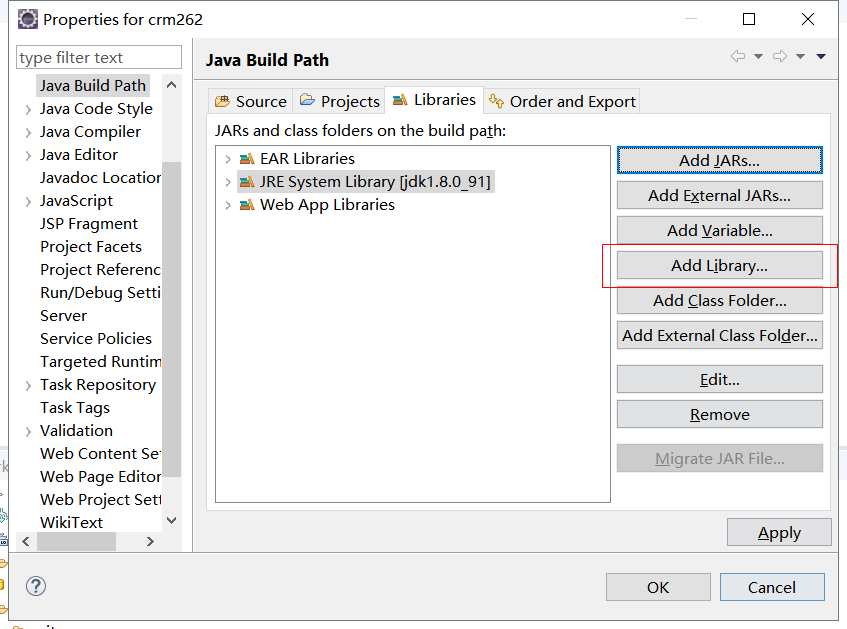 Properties for crm262
type filter text
Java Build Path
Java Code Style
Java Compiler
Java Editor
Javadoc Location
JavaScript
JSP Fragment
Project Facets
Project Referenc
Run/Debug Setti
Server
Service Policies
Targeted Runtim
Task Repository
Task Tags
Validation
Web Content Set
Web Page Editor
Web Project Sett
WikiText
Java Build Path
Source
Projects
Libraries
Order and Export
JARs and class folders on the build path:
EAR Libraries
JRE System Library [jdk1.8.0_91]
Web App Libraries
Add JARs...
Add External JARs...
Add Variable...
Add Library...
Add Class Folder...
Add External Class Folder...
Edit...
Remove
Migrate JAR File...
Apply
OK
Cancel